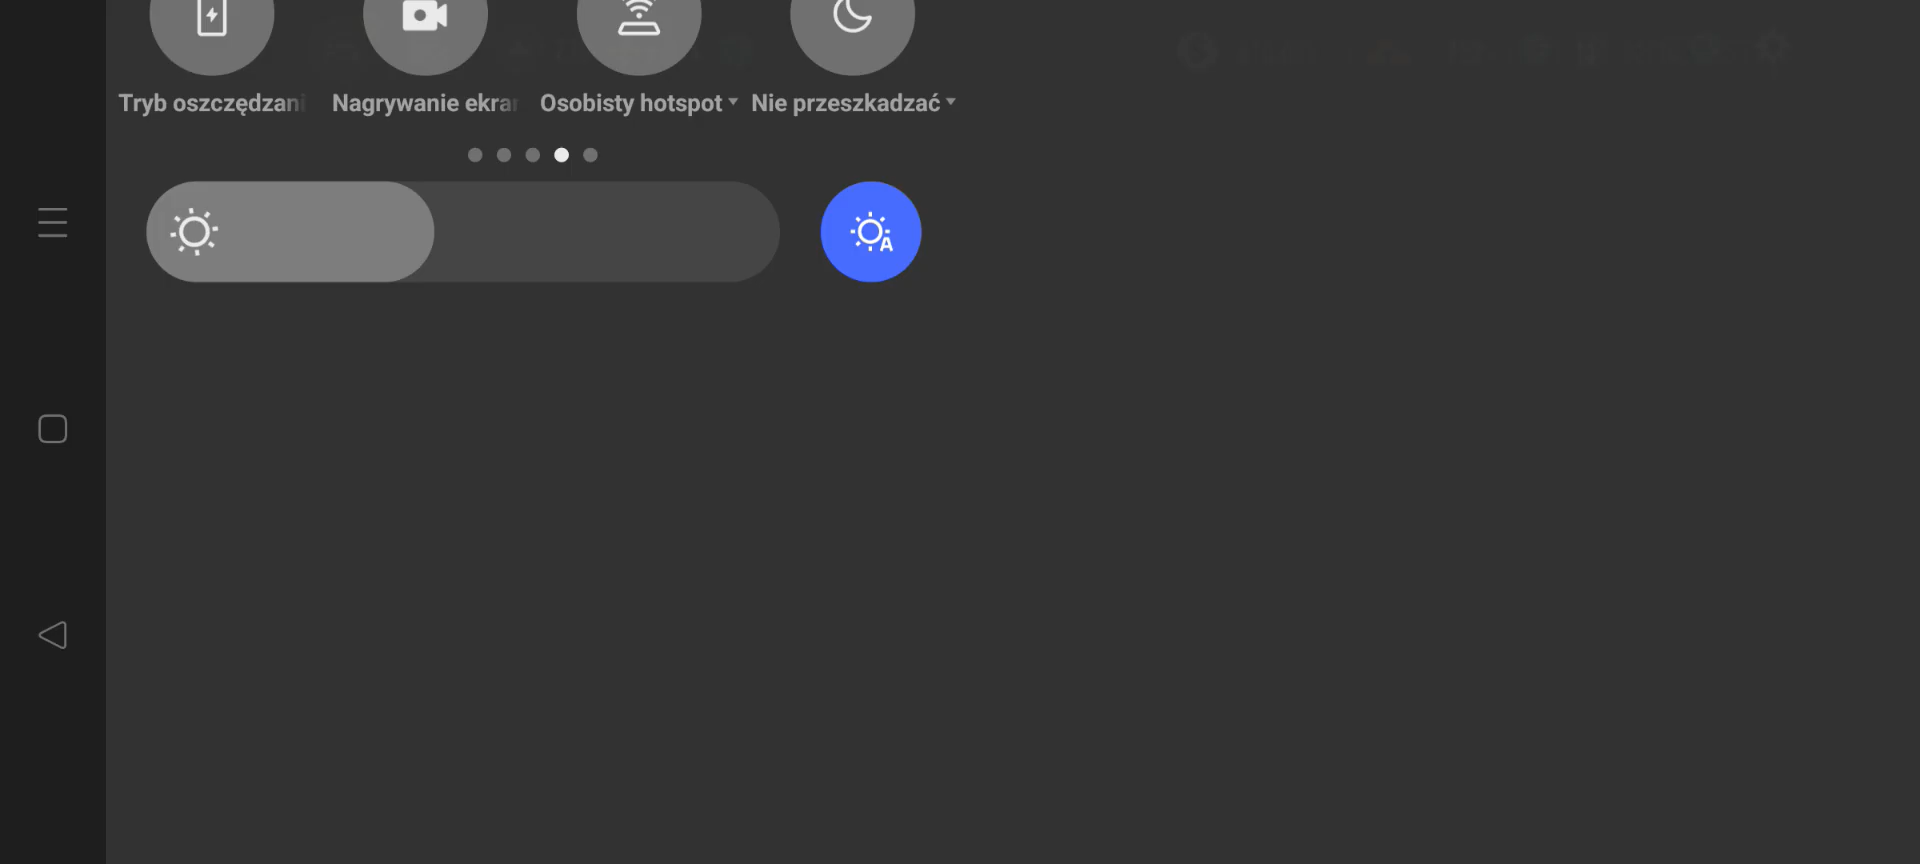 Tryb oszczędzani
Nagrywanie ekra
Osobisty hotspot
Nie przeszkadzać
A